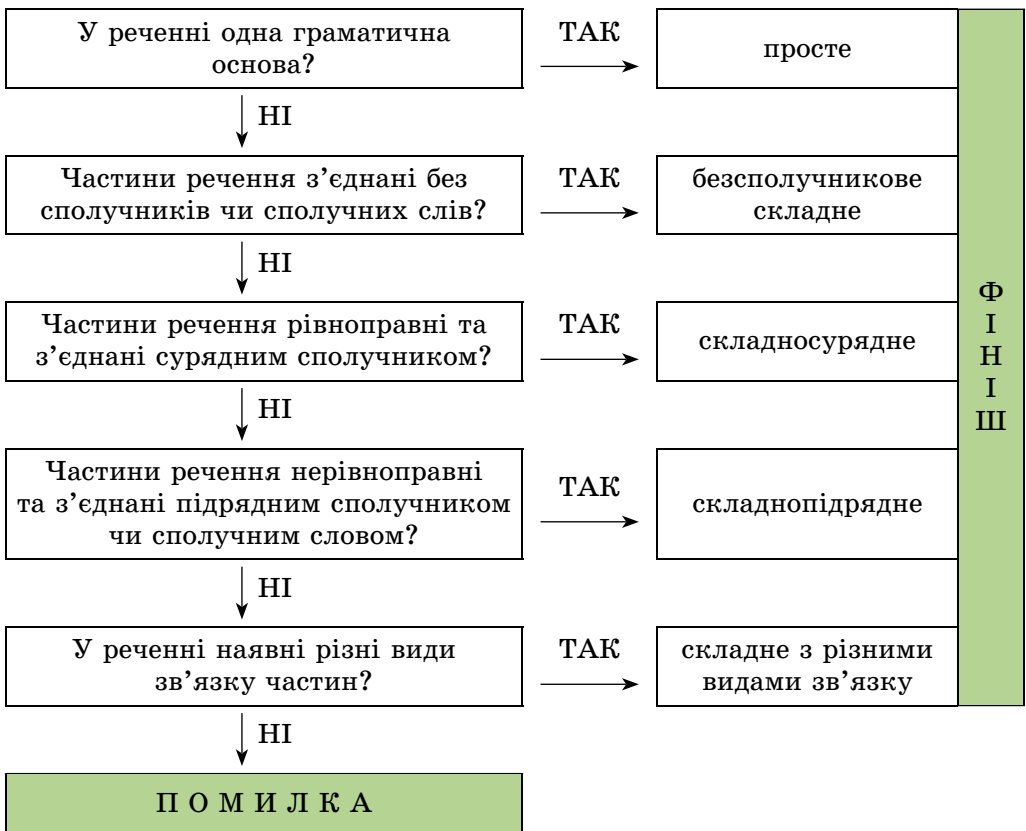 У реченні одна граматична
основа?
ТАК
просте
НІ
Частини речення з’єднані без
сполучників чи сполучних слів?
ТАК
безсполучникове
складне
НІ
Частини речення рівноправні та
з’єднані сурядним сполучником?
ТАК
складносурядне
НІ
Частини речення нерівноправні
та з’єднані підрядним сполучником
чи сполучним словом?
ТАК
складнопідрядне
НІ
У реченні наявні різні види
зв’язку частин?
ТАК
складне з різними
видами зв’язку
НІ
П О М И Л К А
Ф
І
Н
І
Ш